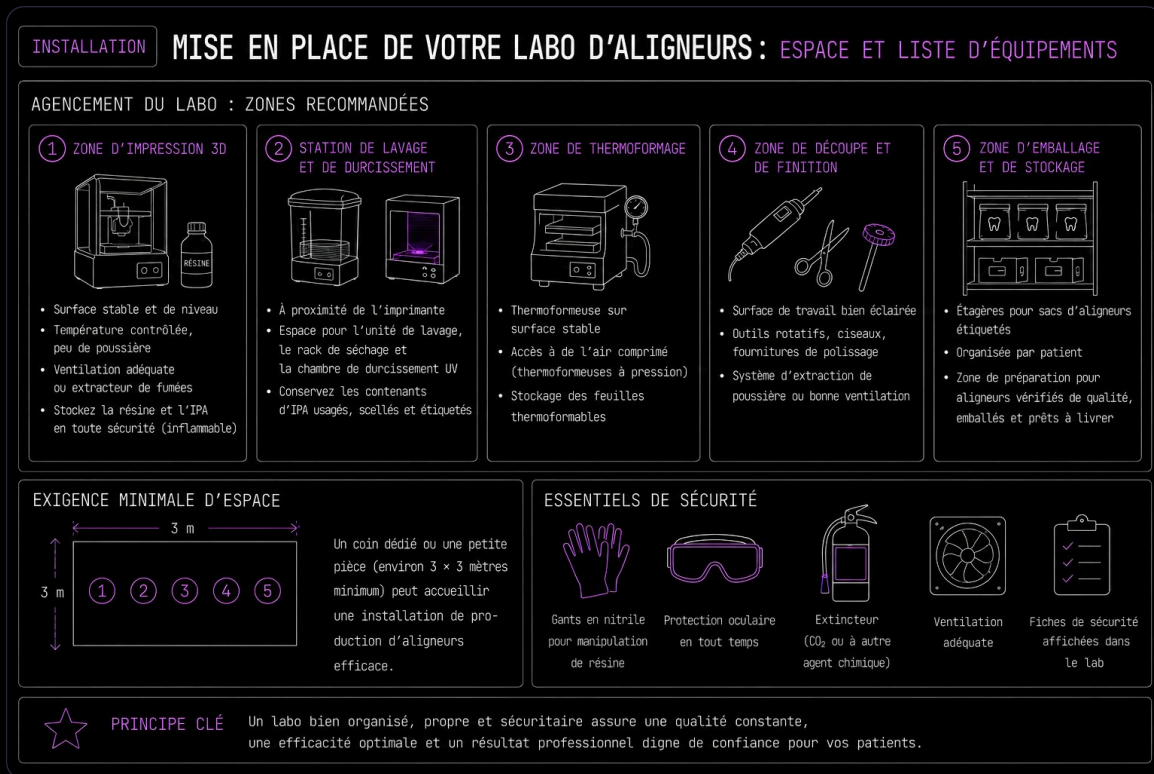 INSTALLATION
MISE EN PLACE DE VOTRE LABO D'ALIGNEURS : ESPACE ET LISTE D'ÉQUIPEMENTS
AGENCEMENT DU LABO : ZONES RECOMMANDÉES
1 ZONE D'IMPRESSION 3D
RÉSINE
• Surface stable et de niveau
• Température contrôlée,
peu de poussière
• Ventilation adéquate
ou extracteur de fumées
• Stockez la résine et l'IPA
en toute sécurité (inflammable)
2 STATION DE LAVAGE
ET DE DURCISSEMENT
• À proximité de l'imprimante
• Espace pour l'unité de lavage,
le rack de séchage et
la chambre de durcissement UV
• Conservez les contenants
d'IPA usagés, scellés et étiquetés
3 ZONE DE THERMOFORMAGE
• Thermoformeuse sur
surface stable
• Accès à de l'air comprimé
(thermoformeuses à pression)
• Stockage des feuilles
thermoformables
4 ZONE DE DÉCOUPE ET
DE FINITION
• Surface de travail bien éclairée
• Outils rotatifs, ciseaux,
fournitures de polissage
• Système d'extraction de
poussière ou bonne ventilation
5 ZONE D'EMBALLAGE
ET DE STOCKAGE
• Étagères pour sacs d'aligneurs
étiquetés
• Organisée par patient
• Zone de préparation pour
aligneurs vérifiés de qualité,
emballés et prêts à livrer
EXIGENCE MINIMALE D'ESPACE
3 m
3 m
1 2 3 4 5
Un coin dédié ou une petite
pièce (environ 3 × 3 mètres
minimum) peut accueillir
une installation de pro-
duction d'aligneurs
efficace.
ESSENTIELS DE SÉCURITÉ
Gants en nitrile
pour manipulation
de résine
Protection oculaire
en tout temps
Extincteur
(CO₂ ou à autre
agent chimique)
Ventilation
adéquate
Fiches de sécurité
affichées dans
le lab
PRINCIPE CLÉ
Un labo bien organisé, propre et sécuritaire assure une qualité constante,
une efficacité optimale et un résultat professionnel digne de confiance pour vos patients.